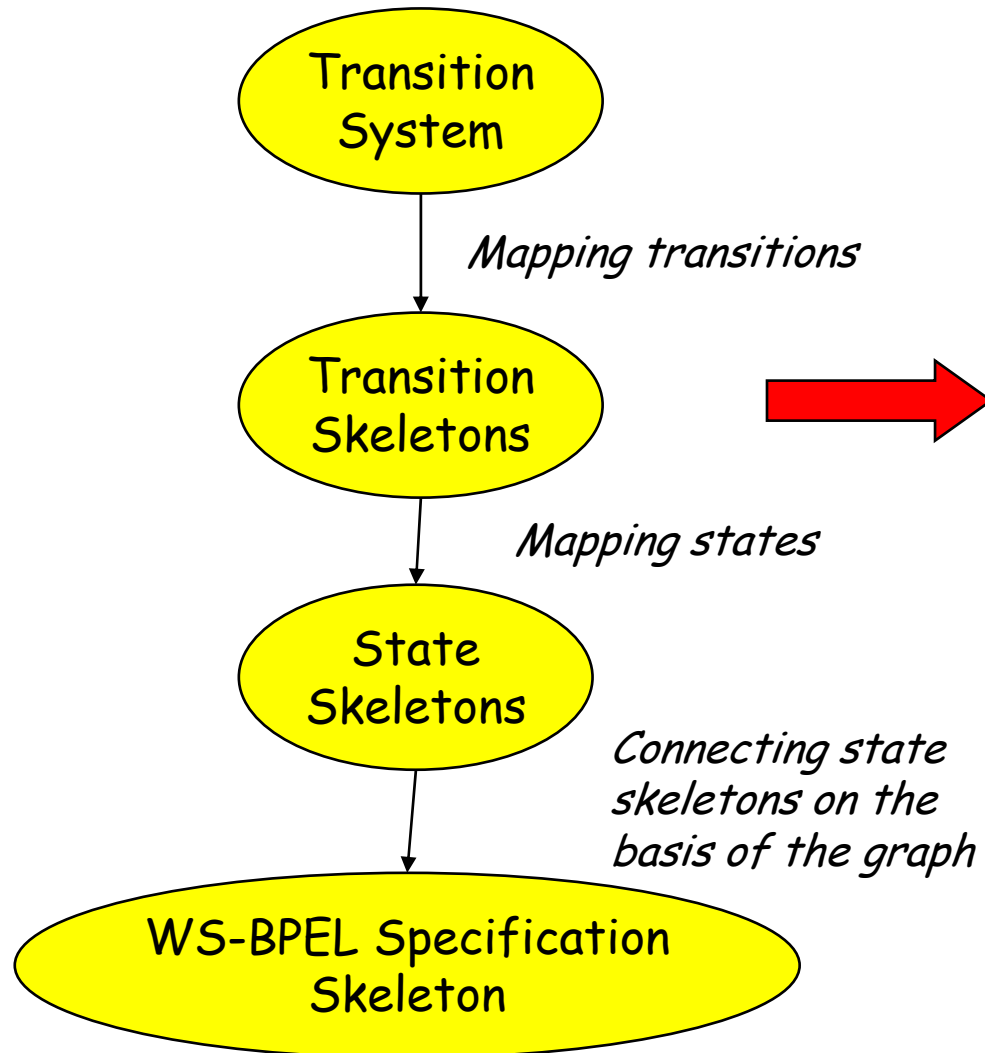 Transition
System
Mapping transitions
Transition
Skeletons
Mapping states
State
Skeletons
Connecting state
skeletons on the
basis of the graph
WS-BPEL Specification
Skeleton